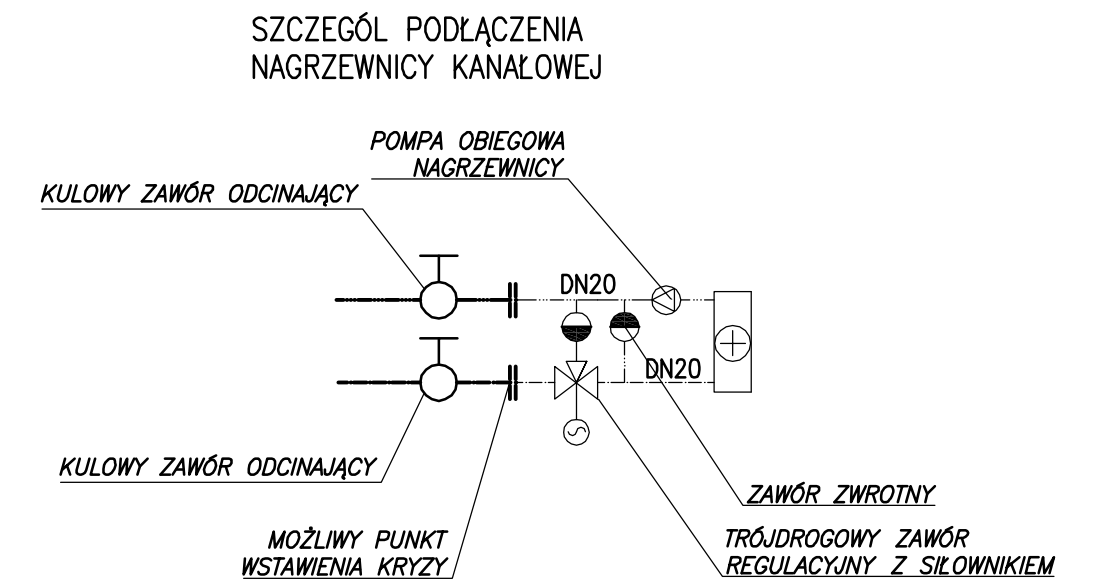 SZCZEGÓL PODŁĄCZENIA
NAGRZEWNICY KANAŁOWEJ
POMPA OBIEGOWA
NAGRZEWNICY
KULOWY ZAWÓR ODCINAJĄCY
DN20
DN20
KULOWY ZAWÓR ODCINAJĄCY
ZAWÓR ZWROTNY
MOŻLIWY PUNKT
WSTAWIENIA KRYZY
TRÓJDROGOWY ZAWÓR
REGULACYJNY Z SIŁOWNIKIEM